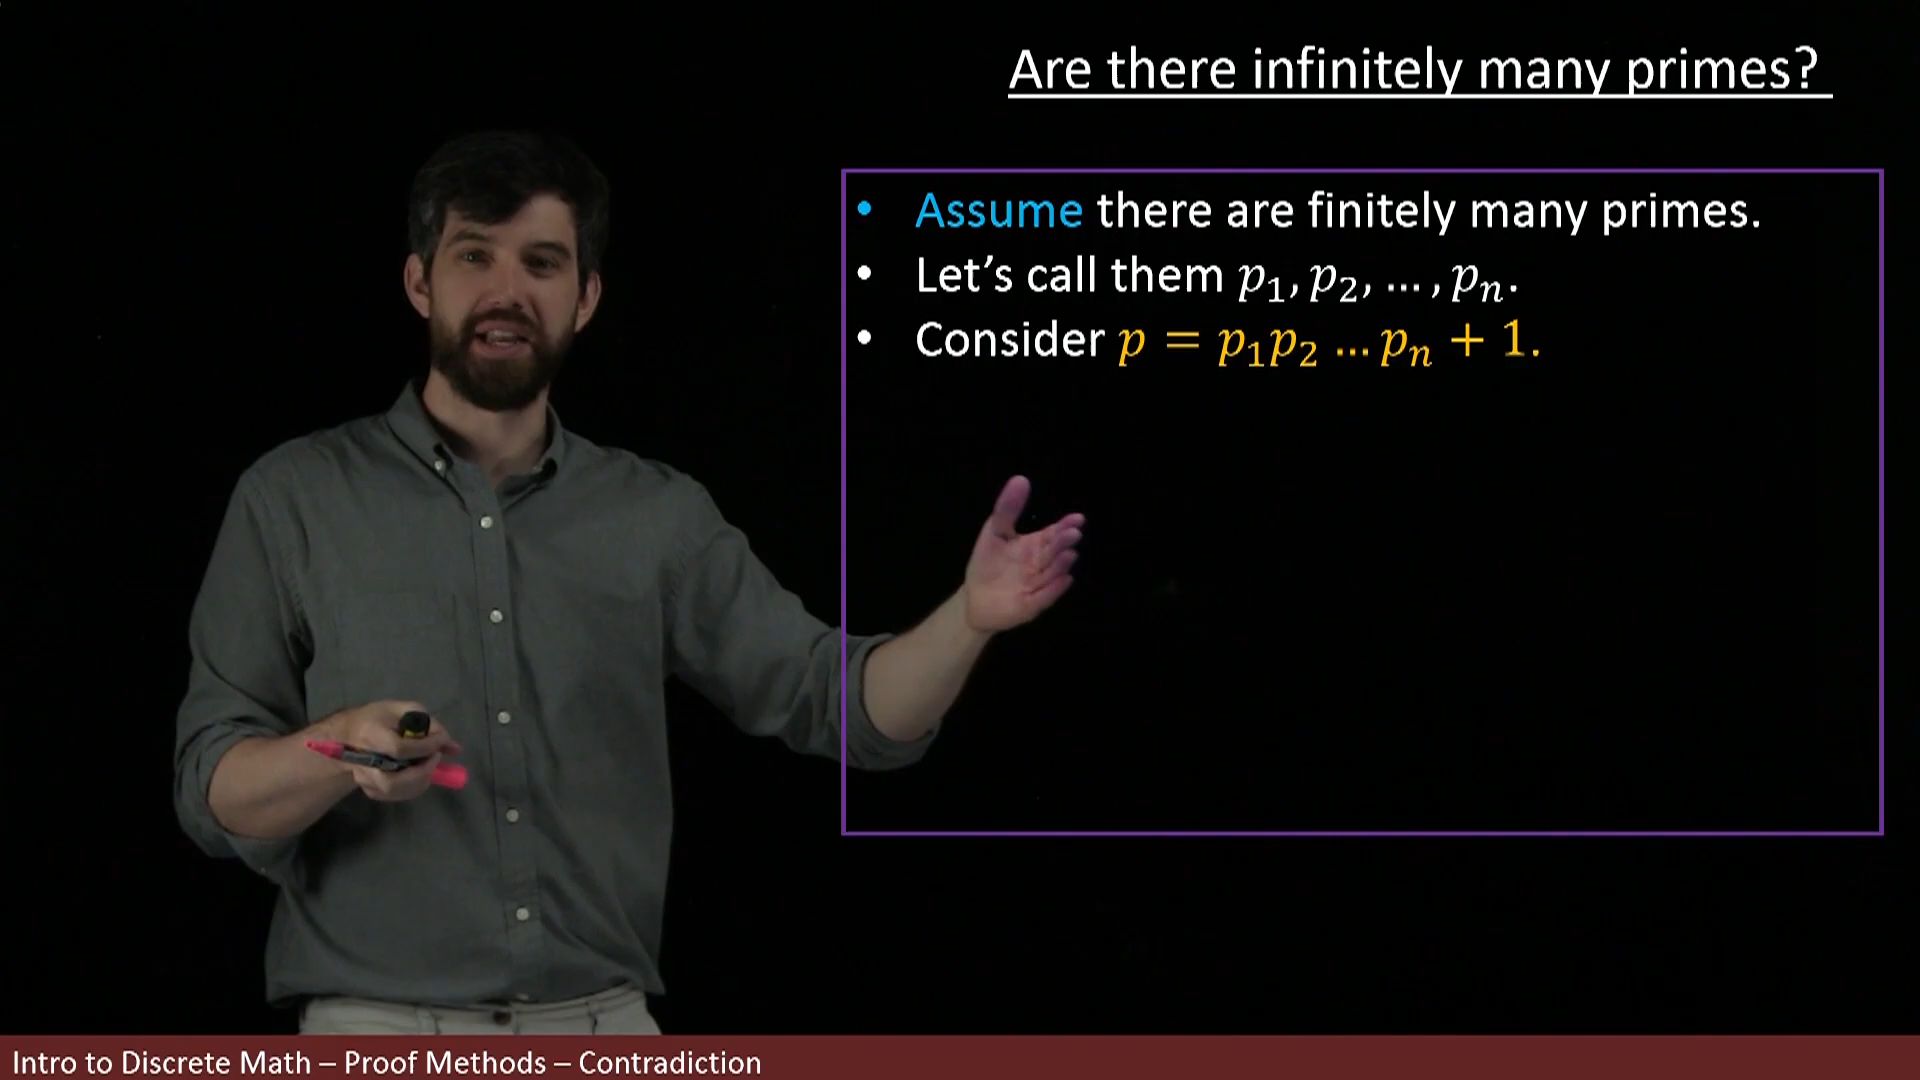 Are there infinitely many primes?
• Assume there are finitely many primes.
• Let’s call them p₁, p₂, … , pₙ.
• Consider p = p₁p₂ … pₙ + 1.
Intro to Discrete Math – Proof Methods – Contradiction